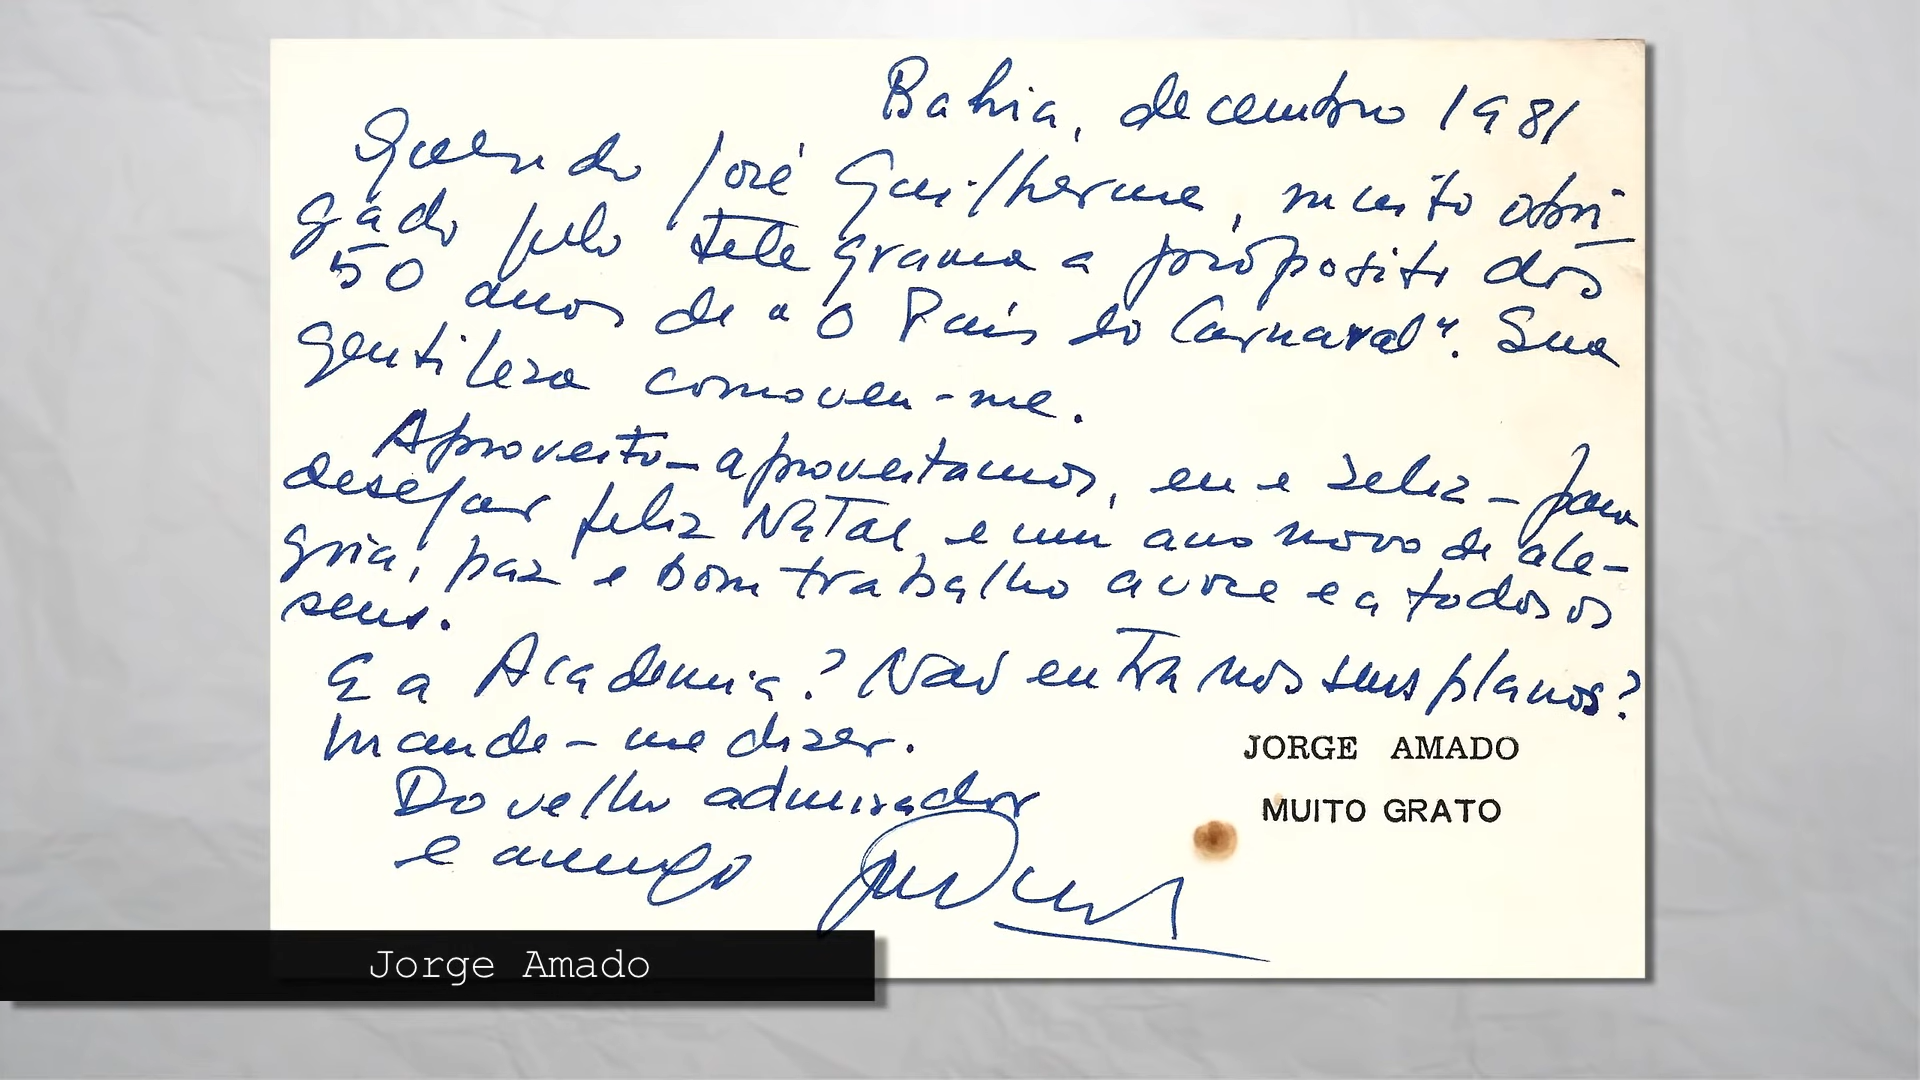 Bahia, decembro 1981
Querido José Guilherme, muito obri-
gado pelo telegrama a próposito dos
50 anos de "O País do Carnaval". Sua
gentileza comoveu-me.
Aproveito - aproveitamos, eu e Zelia - para
desejar feliz Natal e um ano novo de ale-
gria, paz e bom trabalho a voce e a todos os
seus.
E a Academia? Não entra nos seus planos?
Mande-me dizer.
Do velho admirador
e amigo
JORGE AMADO
MUITO GRATO
Jorge Amado